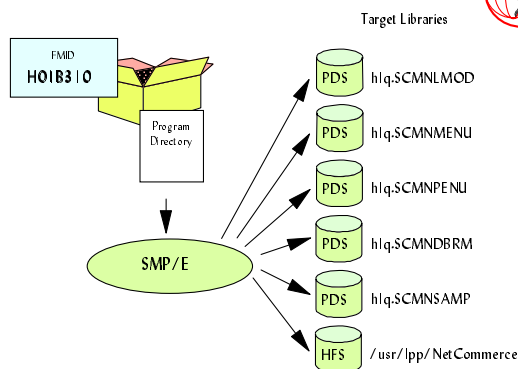 Target Libraries
FMID
H01B310
Program
Directory
SMP/E
PDS hlq.SCMNLMOD
PDS hlq.SCMNMENU
PDS hlq.SCMNPENU
PDS hlq.SCMNDBRM
PDS hlq.SCMNSAMP
HFS /usr/lpp/NetCommerce